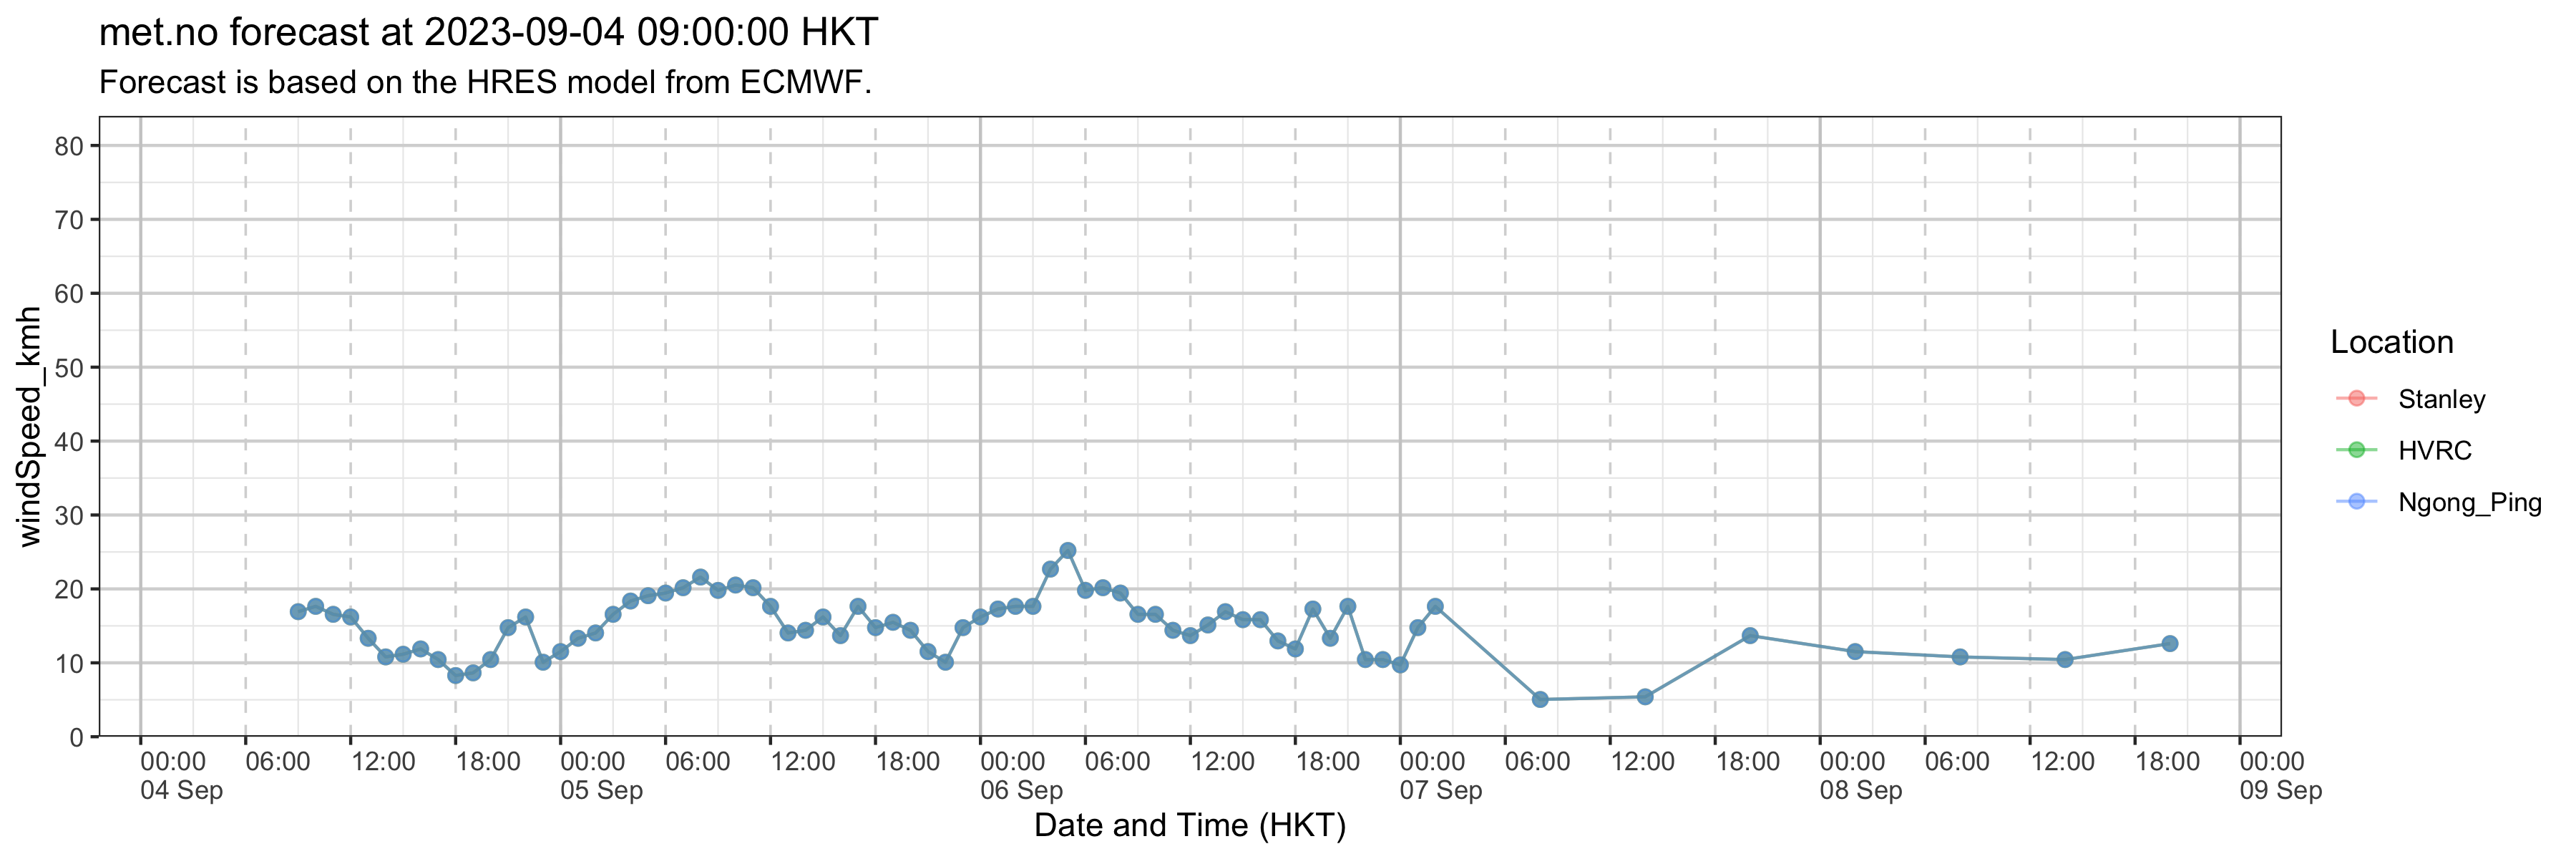 met.no forecast at 2023-09-04 09:00:00 HKT
Forecast is based on the HRES model from ECMWF.
windSpeed_kmh
80
70
60
50
40
30
20
10
0
00:00 06:00 12:00 18:00 00:00 06:00 12:00 18:00 00:00 06:00 12:00 18:00 00:00 06:00 12:00 18:00 00:00 06:00 12:00 18:00 00:00
04 Sep 05 Sep 06 Sep 07 Sep 08 Sep 09 Sep
Date and Time (HKT)
Location
Stanley
HVRC
Ngong_Ping